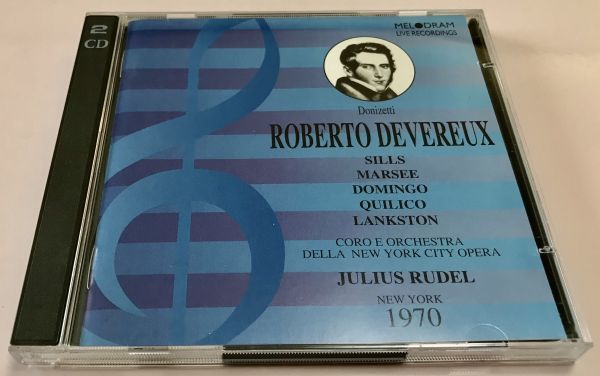 2
CD
MELODRAM
LIVE RECORDINGS
Donizetti
ROBERTO DEVEREUX
SILLS
MARSEE
DOMINGO
QUILICO
LANKSTON
CORO E ORCHESTRA
DELLA NEW YORK CITY OPERA
JULIUS RUDEL
NEW YORK
1970